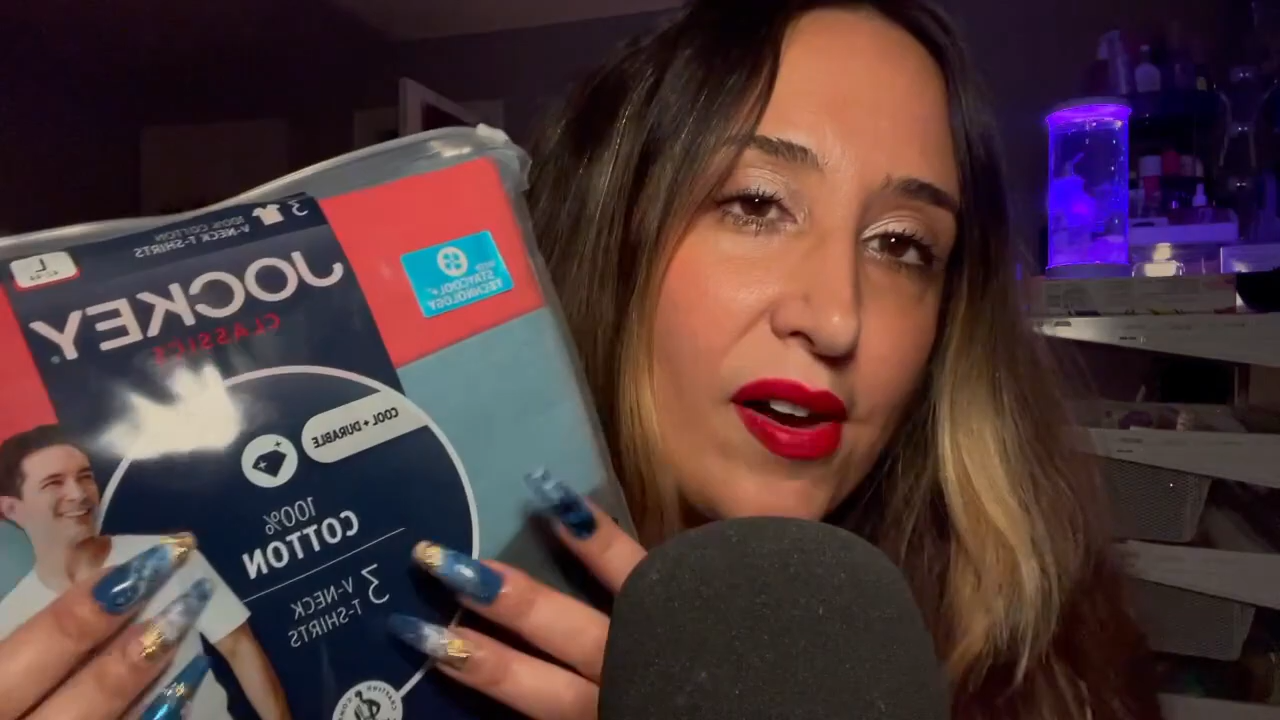 3
100% COTTON
V-NECK T-SHIRTS
L
JOCKEY
CLASSICS
WITH
STAYCOOL+
TECHNOLOGY
COOL + DURABLE
100%
COTTON
3 V-NECK
T-SHIRTS